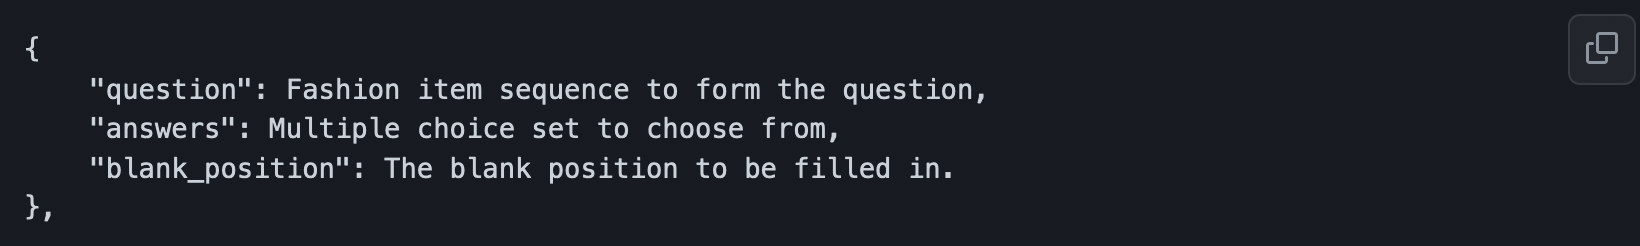 {
"question": Fashion item sequence to form the question,
"answers": Multiple choice set to choose from,
"blank_position": The blank position to be filled in.
},